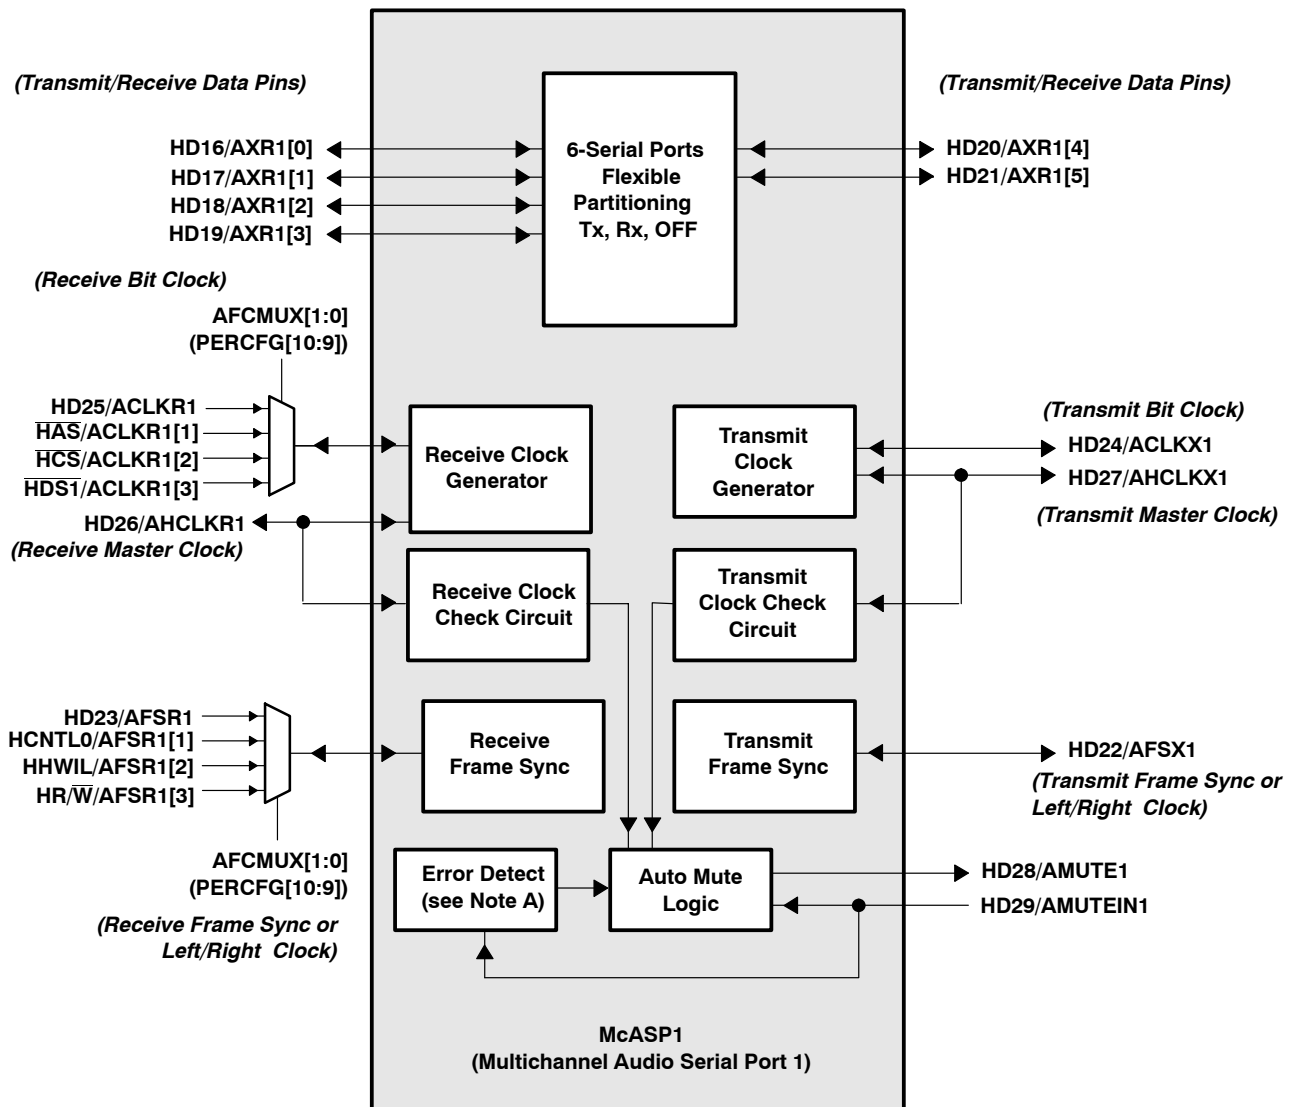 (Transmit/Receive Data Pins)
(Transmit/Receive Data Pins)
HD16/AXR1[0]
HD17/AXR1[1]
HD18/AXR1[2]
HD19/AXR1[3]
6-Serial Ports
Flexible
Partitioning
Tx, Rx, OFF
HD20/AXR1[4]
HD21/AXR1[5]
(Receive Bit Clock)
AFCMUX[1:0]
(PERCFG[10:9])
HD25/ACLKR1
H̅A̅S̅/ACLKR1[1]
H̅C̅S̅/ACLKR1[2]
H̅D̅S̅1̅/ACLKR1[3]
HD26/AHCLKR1
(Receive Master Clock)
Receive Clock
Generator
Transmit
Clock
Generator
(Transmit Bit Clock)
HD24/ACLKX1
HD27/AHCLKX1
(Transmit Master Clock)
Receive Clock
Check Circuit
Transmit
Clock Check
Circuit
HD23/AFSR1
HCNTL0/AFSR1[1]
HHWIL/AFSR1[2]
HR/W̅/AFSR1[3]
Receive
Frame Sync
Transmit
Frame Sync
HD22/AFSX1
(Transmit Frame Sync or
Left/Right Clock)
AFCMUX[1:0]
(PERCFG[10:9])
(Receive Frame Sync or
Left/Right Clock)
Error Detect
(see Note A)
Auto Mute
Logic
HD28/AMUTE1
HD29/AMUTEIN1
McASP1
(Multichannel Audio Serial Port 1)